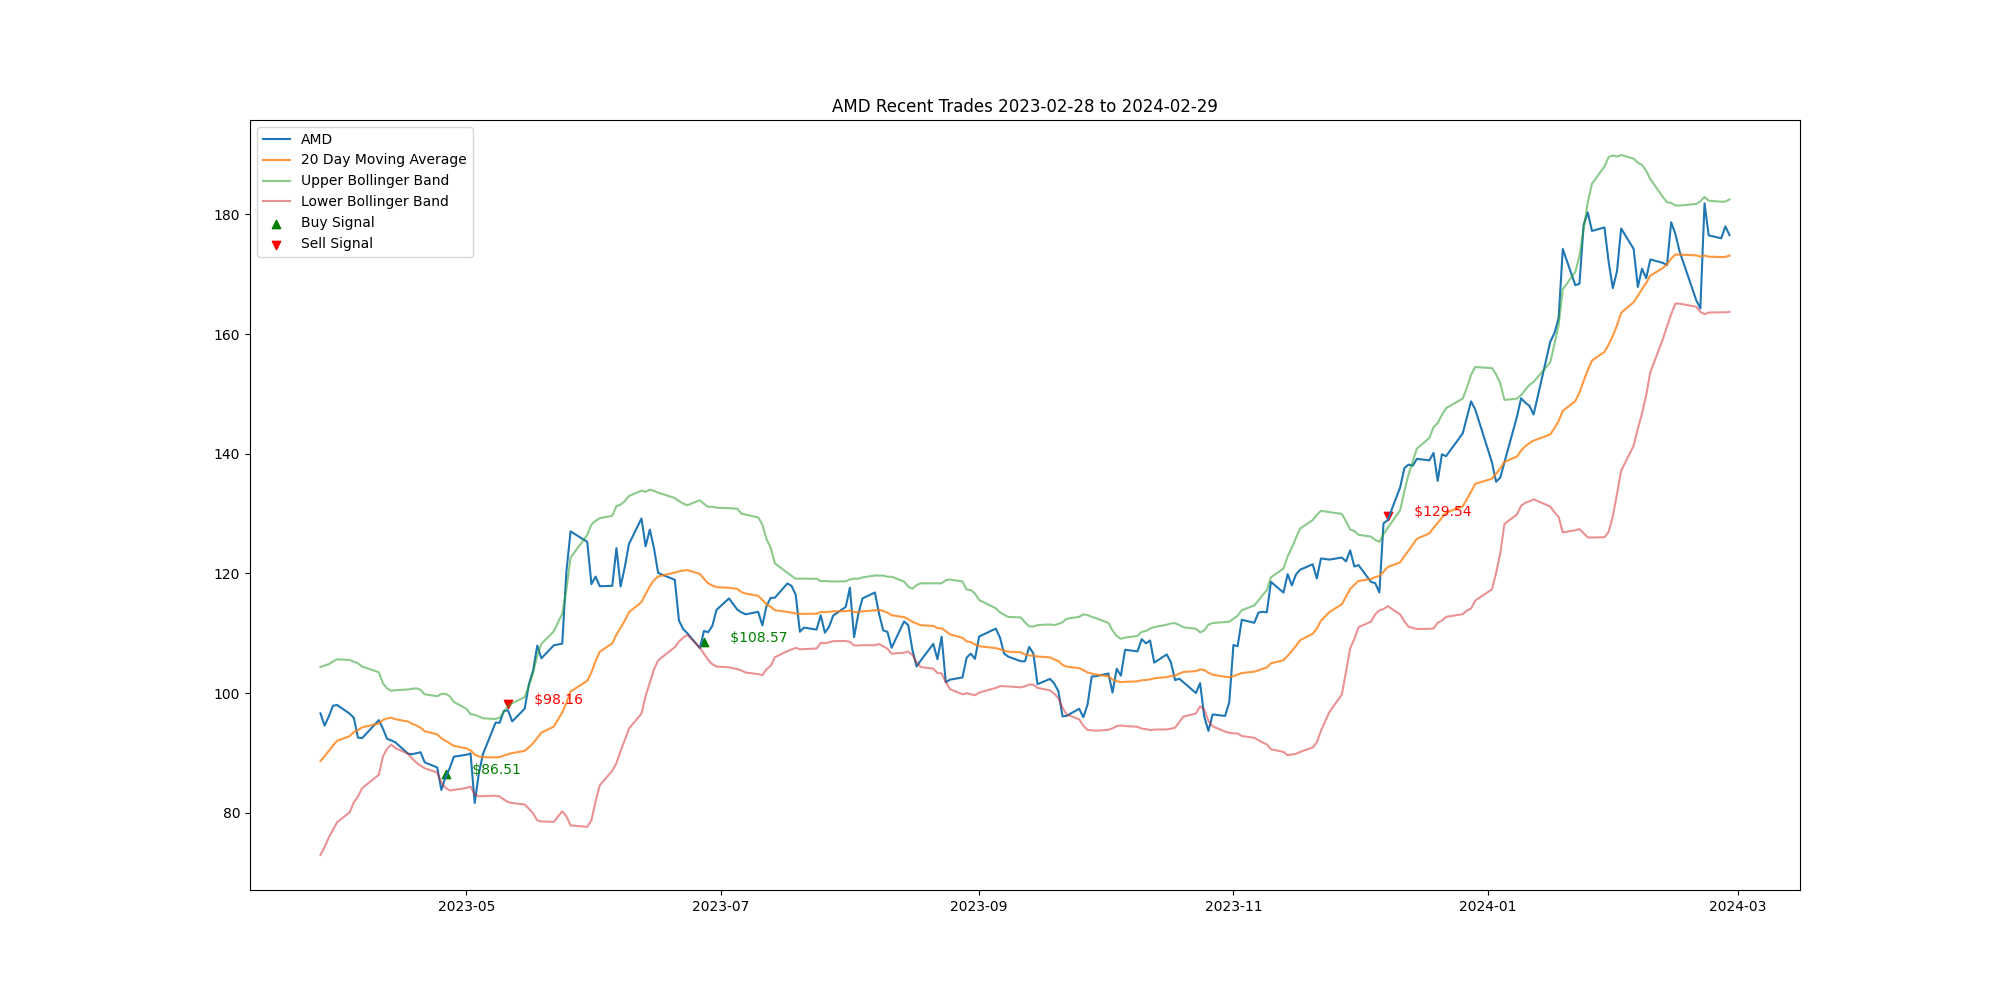 AMD Recent Trades 2023-02-28 to 2024-02-29
AMD
20 Day Moving Average
Upper Bollinger Band
Lower Bollinger Band
Buy Signal
Sell Signal
180
160
140
120
100
80
$129.54
$108.57
$98.16
$86.51
2023-05
2023-07
2023-09
2023-11
2024-01
2024-03